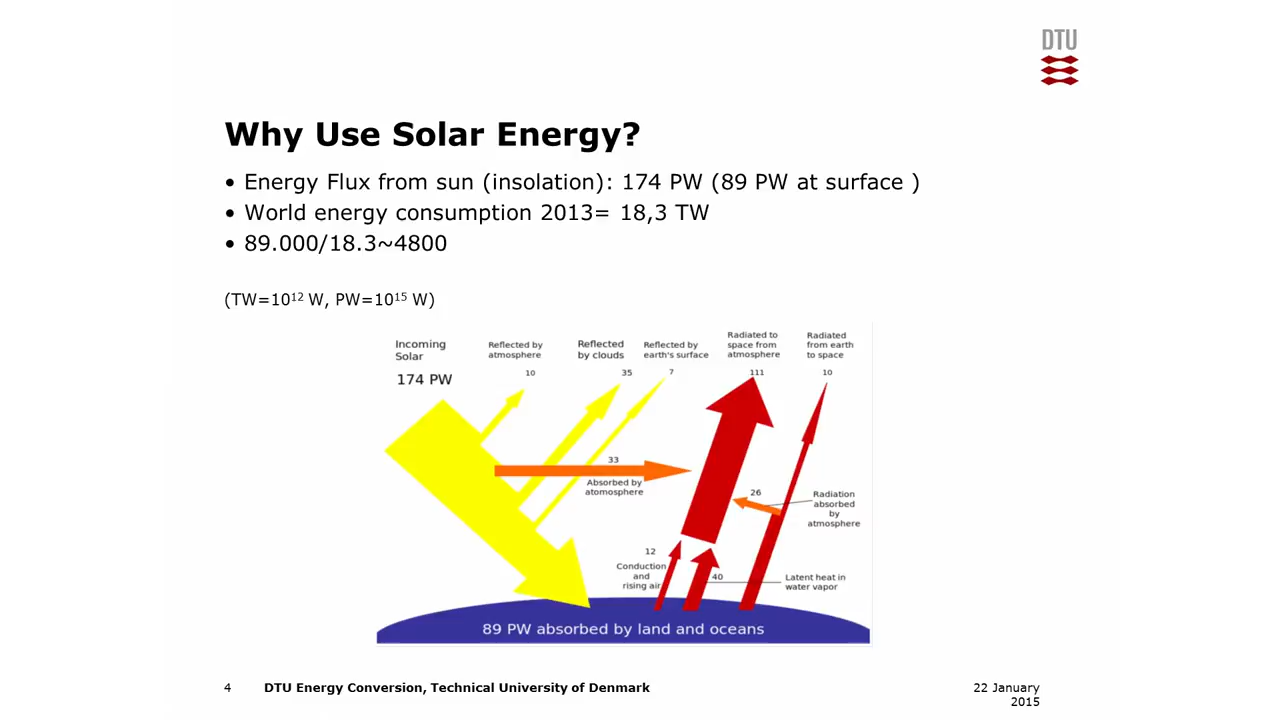 DTU
Why Use Solar Energy?
• Energy Flux from sun (insolation): 174 PW (89 PW at surface )
• World energy consumption 2013= 18,3 TW
• 89.000/18.3~4800
(TW=10¹² W, PW=10¹⁵ W)
Incoming
Solar
174 PW
Reflected by
atmosphere
10
Reflected
by clouds
35
Reflected by
earth's surface
7
Radiated to
space from
atmosphere
111
Radiated
from earth
to space
10
33
Absorbed by
atomosphere
26
Radiation
absorbed
by
atmosphere
12
Conduction
and
rising air
40
Latent heat in
water vapor
89 PW absorbed by land and oceans
4
DTU Energy Conversion, Technical University of Denmark
22 January
2015